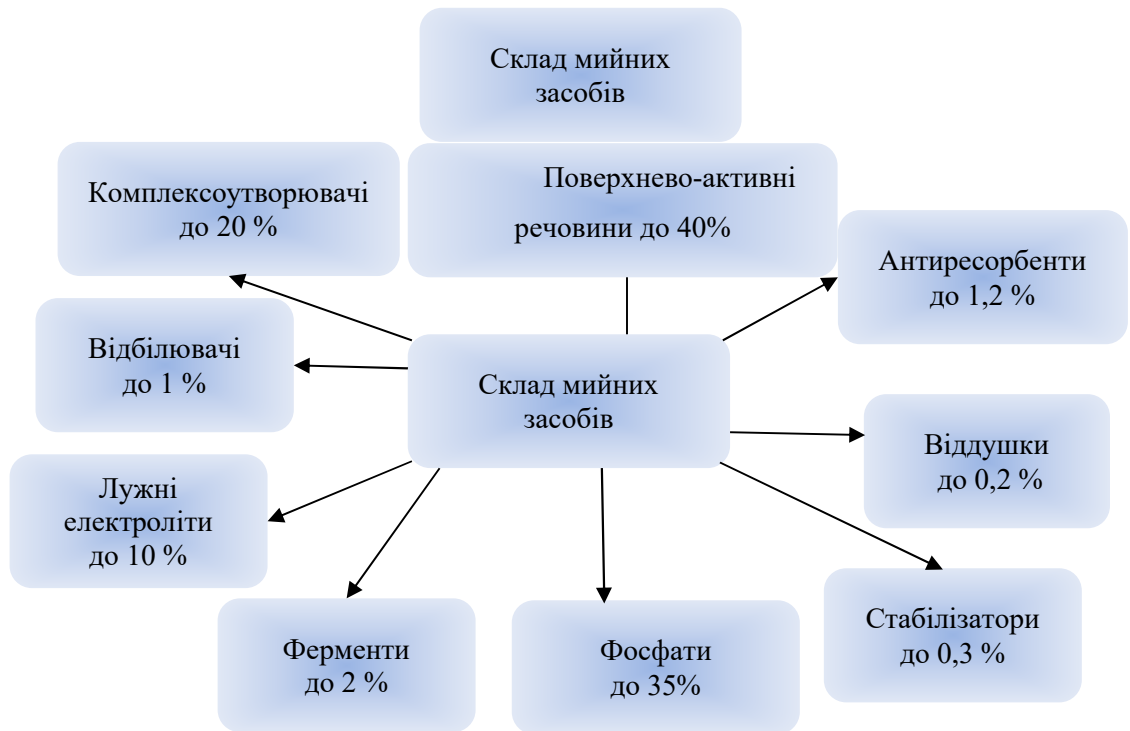 Склад мийних
засобів
Поверхнево-активні
речовини до 40%
Комплексоутворювачі
до 20 %
Антиресорбенти
до 1,2 %
Відбілювачі
до 1 %
Склад мийних
засобів
Віддушки
до 0,2 %
Лужні
електроліти
до 10 %
Стабілізатори
до 0,3 %
Ферменти
до 2 %
Фосфати
до 35%